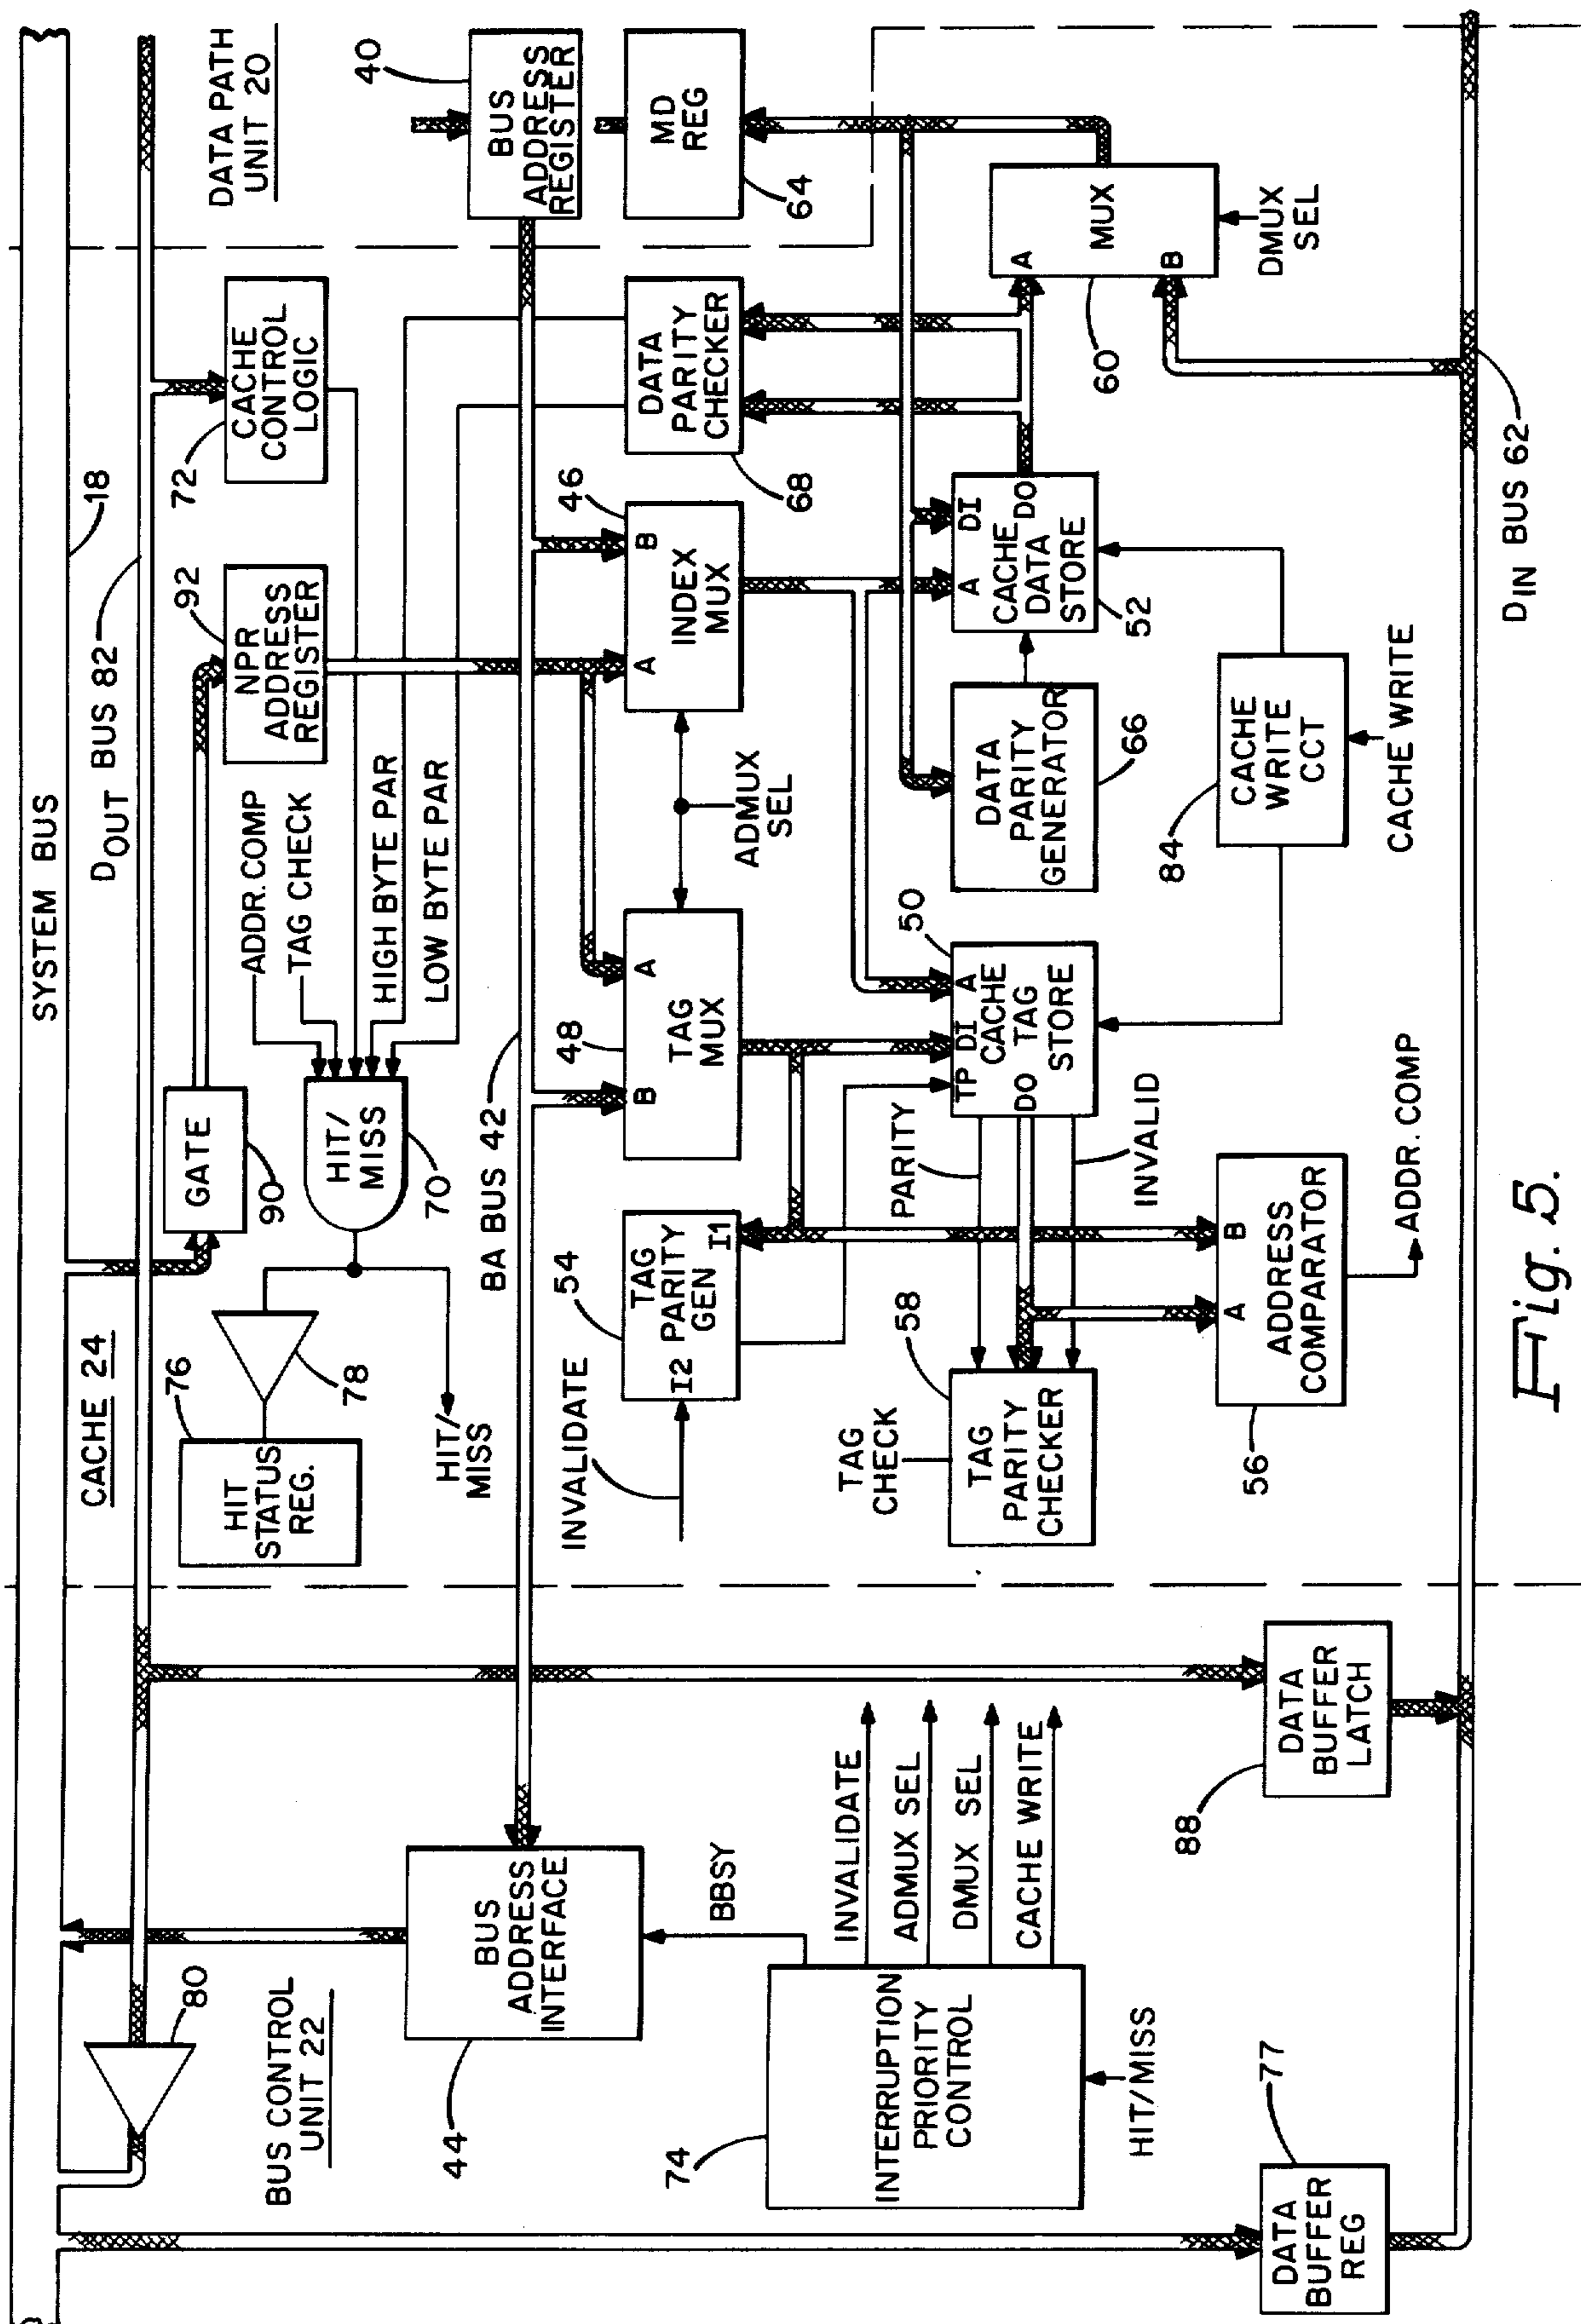 SYSTEM BUS
18
DOUT BUS 82
DATA PATH
UNIT 20
CACHE 24
BUS CONTROL
UNIT 22
80
GATE
90
NPR
ADDRESS
REGISTER
92
CACHE
CONTROL
LOGIC
72
40
BUS
ADDRESS
REGISTER
HIT
STATUS
REG.
76
78
HIT/
MISS
HIT/
MISS
70
ADDR.COMP
TAG CHECK
HIGH BYTE PAR
LOW BYTE PAR
BA BUS 42
BUS
ADDRESS
INTERFACE
44
BBSY
INTERRUPTION
PRIORITY
CONTROL
74
HIT/MISS
INVALIDATE
ADMUX SEL
DMUX SEL
CACHE WRITE
INVALIDATE
I2
TAG
PARITY
GEN
I1
54
B
TAG
MUX
A
48
ADMUX
SEL
A
INDEX
MUX
B
46
DATA
PARITY
CHECKER
68
MD
REG
64
TAG
CHECK
TAG
PARITY
CHECKER
58
PARITY
INVALID
TP
DI
A
DO
CACHE
TAG
STORE
50
DATA
PARITY
GENERATOR
66
A
DI
DO
CACHE
DATA
STORE
52
A
B
MUX
60
DMUX
SEL
A
B
ADDRESS
COMPARATOR
56
ADDR.COMP
CACHE
WRITE
CCT
84
CACHE WRITE
DATA
BUFFER
REG
77
DATA
BUFFER
LATCH
88
DIN BUS 62
Fig. 5.